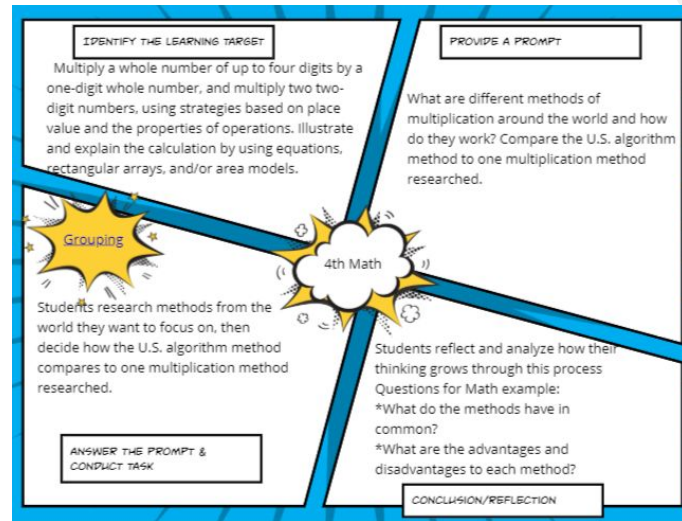 IDENTIFY THE LEARNING TARGET
Multiply a whole number of up to four digits by a
one-digit whole number, and multiply two two-
digit numbers, using strategies based on place
value and the properties of operations. Illustrate
and explain the calculation by using equations,
rectangular arrays, and/or area models.
PROVIDE A PROMPT
What are different methods of
multiplication around the world and how
do they work? Compare the U.S. algorithm
method to one multiplication method
researched.
4th Math
Grouping
Students research methods from the
world they want to focus on, then
decide how the U.S. algorithm method
compares to one multiplication method
researched.
ANSWER THE PROMPT &
CONDUCT TASK
Students reflect and analyze how their
thinking grows through this process
Questions for Math example:
*What do the methods have in
common?
*What are the advantages and
disadvantages to each method?
CONCLUSION/REFLECTION